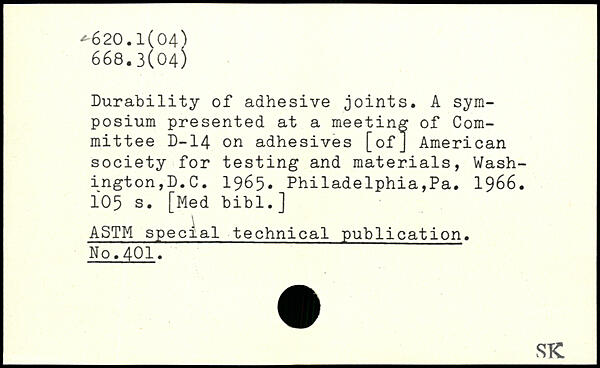 620.1(04)
668.3(04)
Durability of adhesive joints. A sym-
posium presented at a meeting of Com-
mittee D-14 on adhesives [of] American
society for testing and materials, Wash-
ington,D.C. 1965. Philadelphia,Pa. 1966.
105 s. [Med bibl.]
ASTM special technical publication.
No.401.
SK